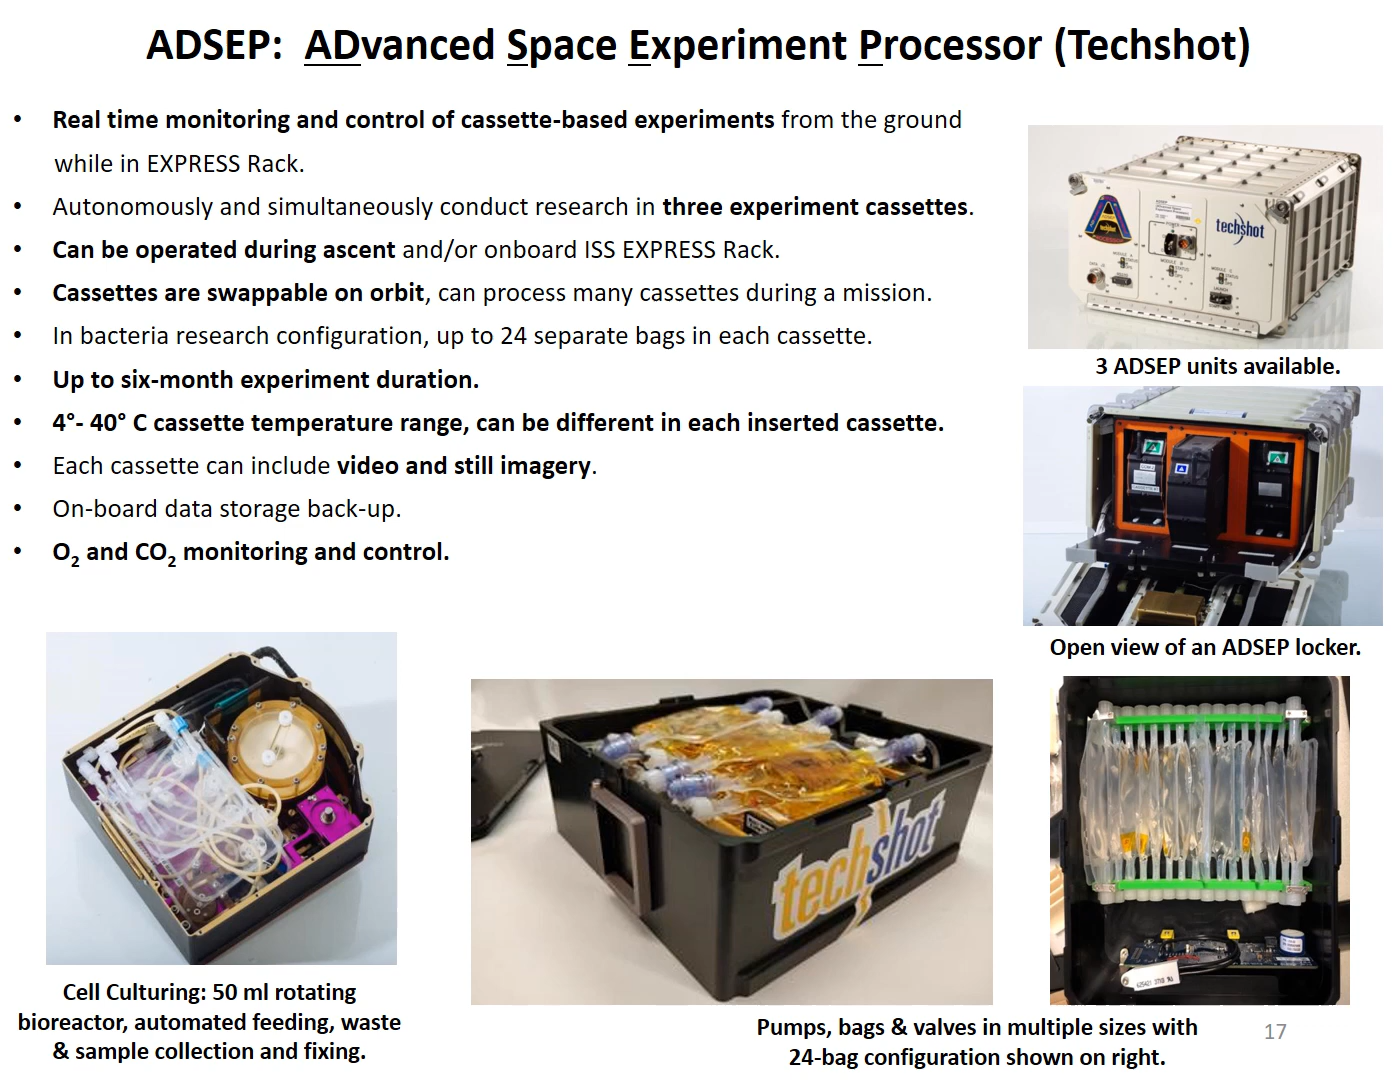 ADSEP: ADvanced Space Experiment Processor (Techshot)
• Real time monitoring and control of cassette-based experiments from the ground
while in EXPRESS Rack.
• Autonomously and simultaneously conduct research in three experiment cassettes.
• Can be operated during ascent and/or onboard ISS EXPRESS Rack.
• Cassettes are swappable on orbit, can process many cassettes during a mission.
• In bacteria research configuration, up to 24 separate bags in each cassette.
• Up to six-month experiment duration.
• 4°- 40° C cassette temperature range, can be different in each inserted cassette.
• Each cassette can include video and still imagery.
• On-board data storage back-up.
• O₂ and CO₂ monitoring and control.
techshot
3 ADSEP units available.
Open view of an ADSEP locker.
techshot
Cell Culturing: 50 ml rotating
bioreactor, automated feeding, waste
& sample collection and fixing.
Pumps, bags & valves in multiple sizes with
24-bag configuration shown on right.
17